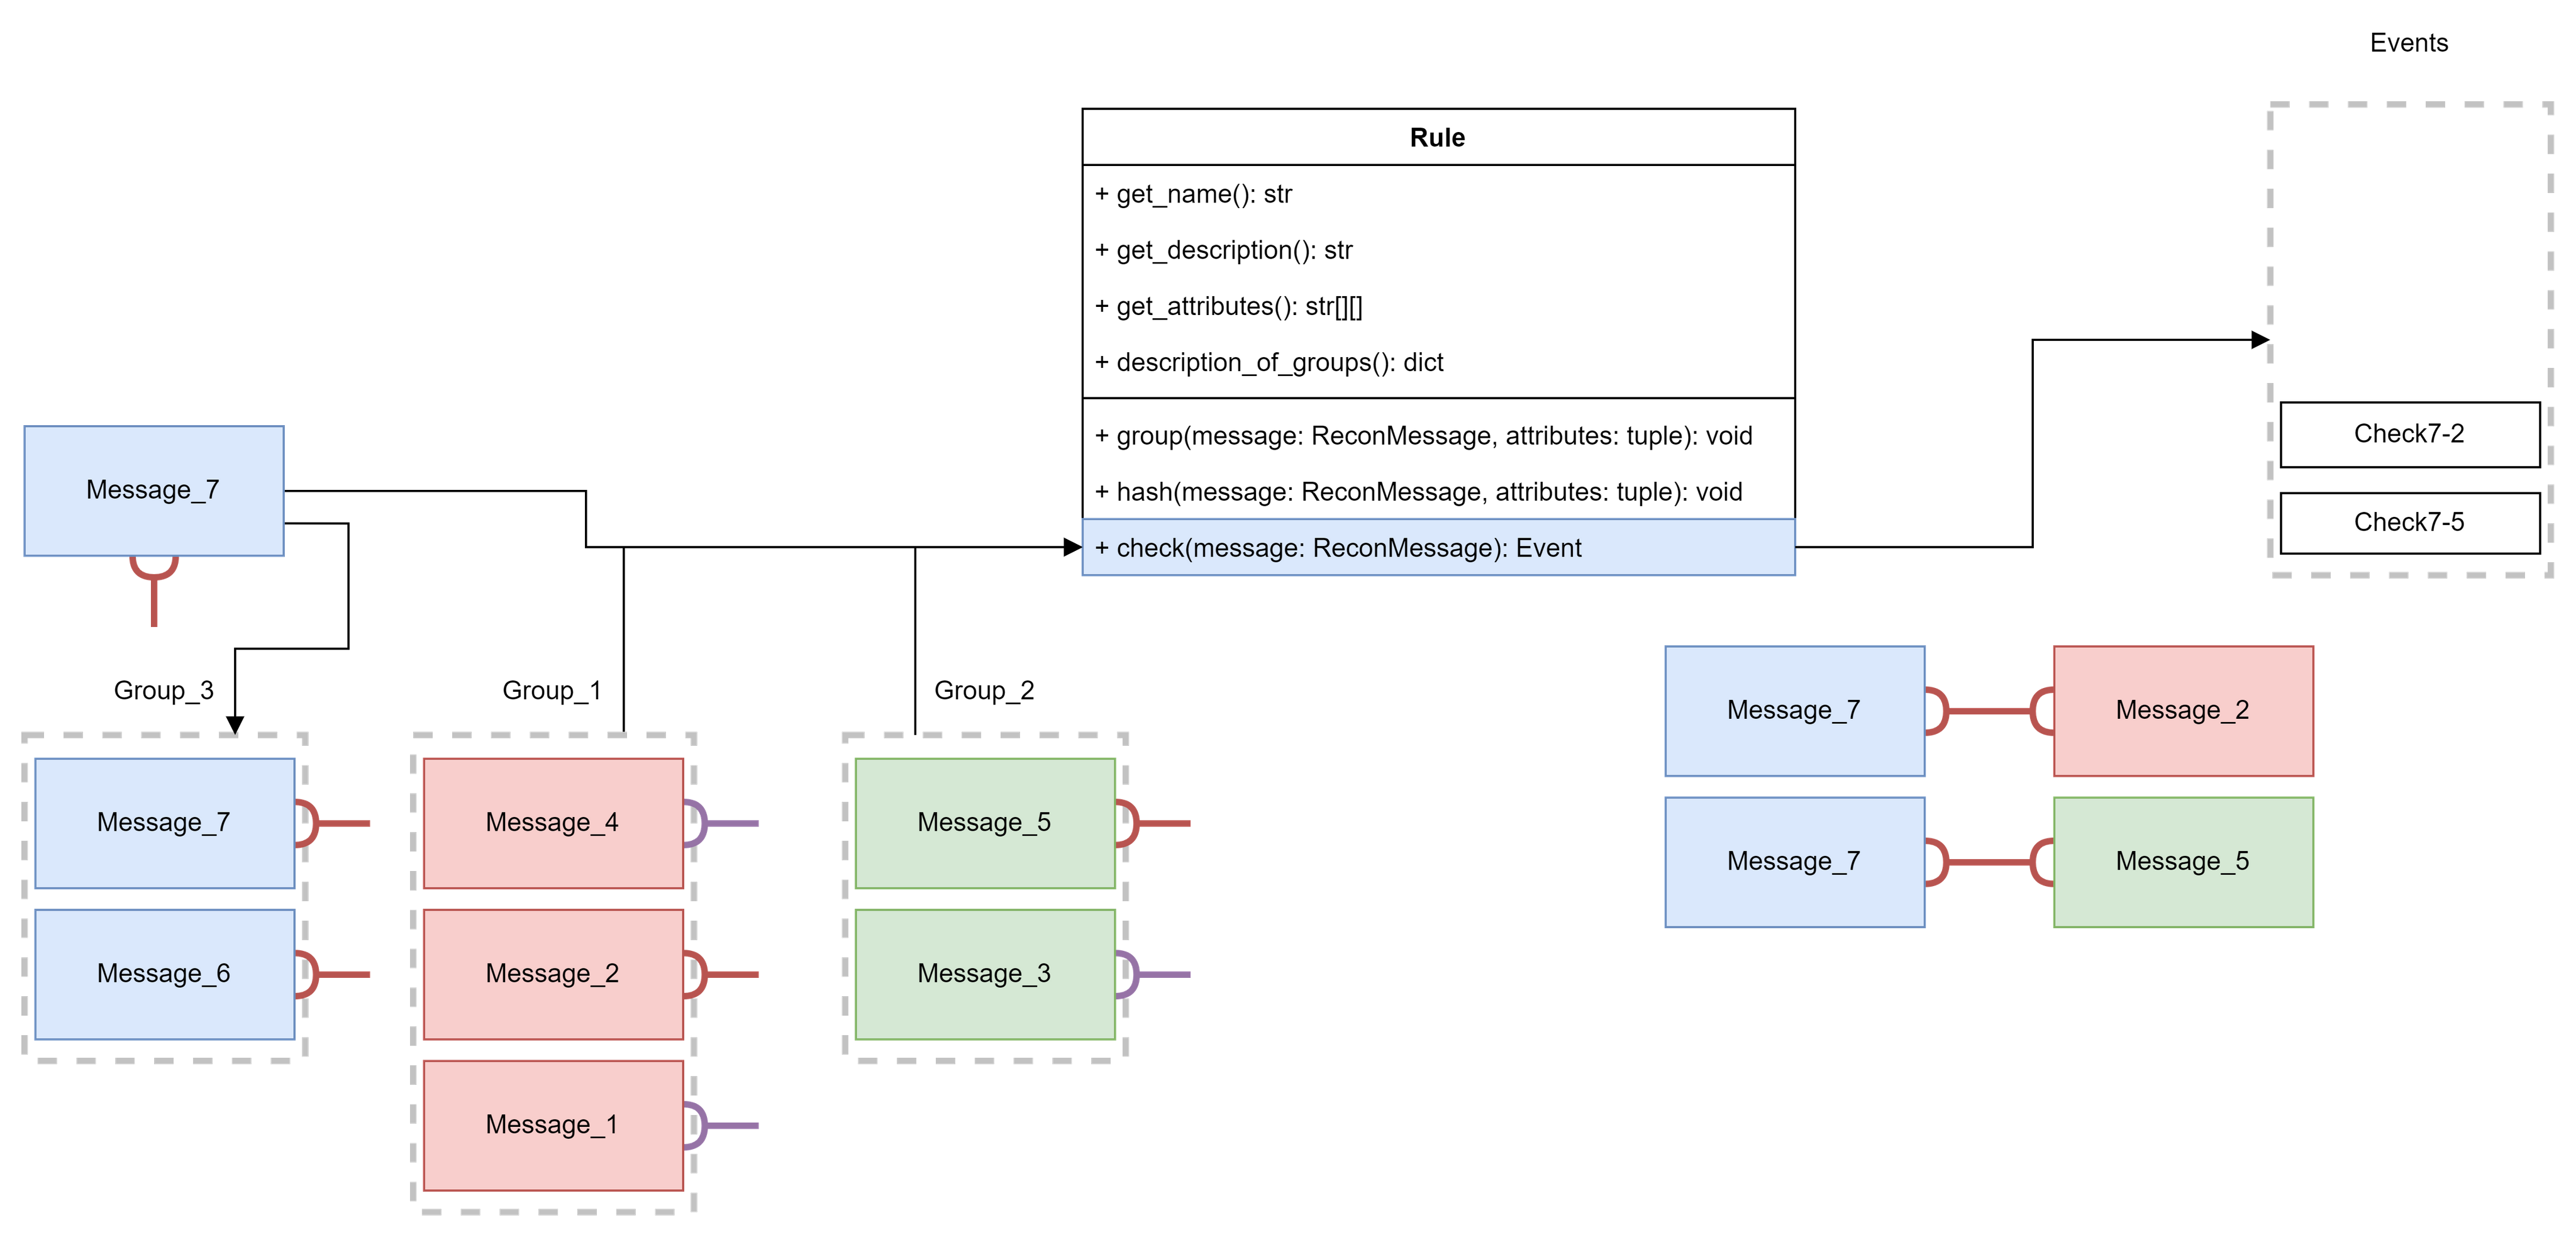 Events
Rule
+ get_name(): str
+ get_description(): str
+ get_attributes(): str[][]
+ description_of_groups(): dict
+ group(message: ReconMessage, attributes: tuple): void
+ hash(message: ReconMessage, attributes: tuple): void
+ check(message: ReconMessage): Event
Check7-2
Check7-5
Message_7
Group_3
Message_7
Message_6
Group_1
Message_4
Message_2
Message_1
Group_2
Message_5
Message_3
Message_7
Message_2
Message_7
Message_5